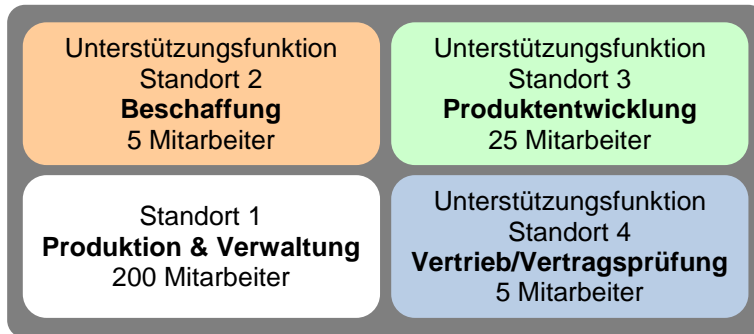 Unterstützungsfunktion
Standort 2
Beschaffung
5 Mitarbeiter
Unterstützungsfunktion
Standort 3
Produktentwicklung
25 Mitarbeiter
Standort 1
Produktion & Verwaltung
200 Mitarbeiter
Unterstützungsfunktion
Standort 4
Vertrieb/Vertragsprüfung
5 Mitarbeiter